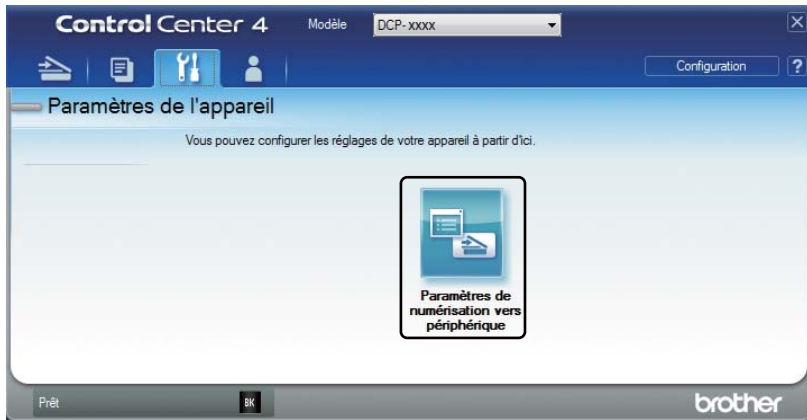 Control Center 4
Modèle
DCP-xxxx
Configuration
?
Paramètres de l'appareil
Vous pouvez configurer les réglages de votre appareil à partir d'ici.
Paramètres de
numérisation vers
périphérique
Prêt
BK
brother